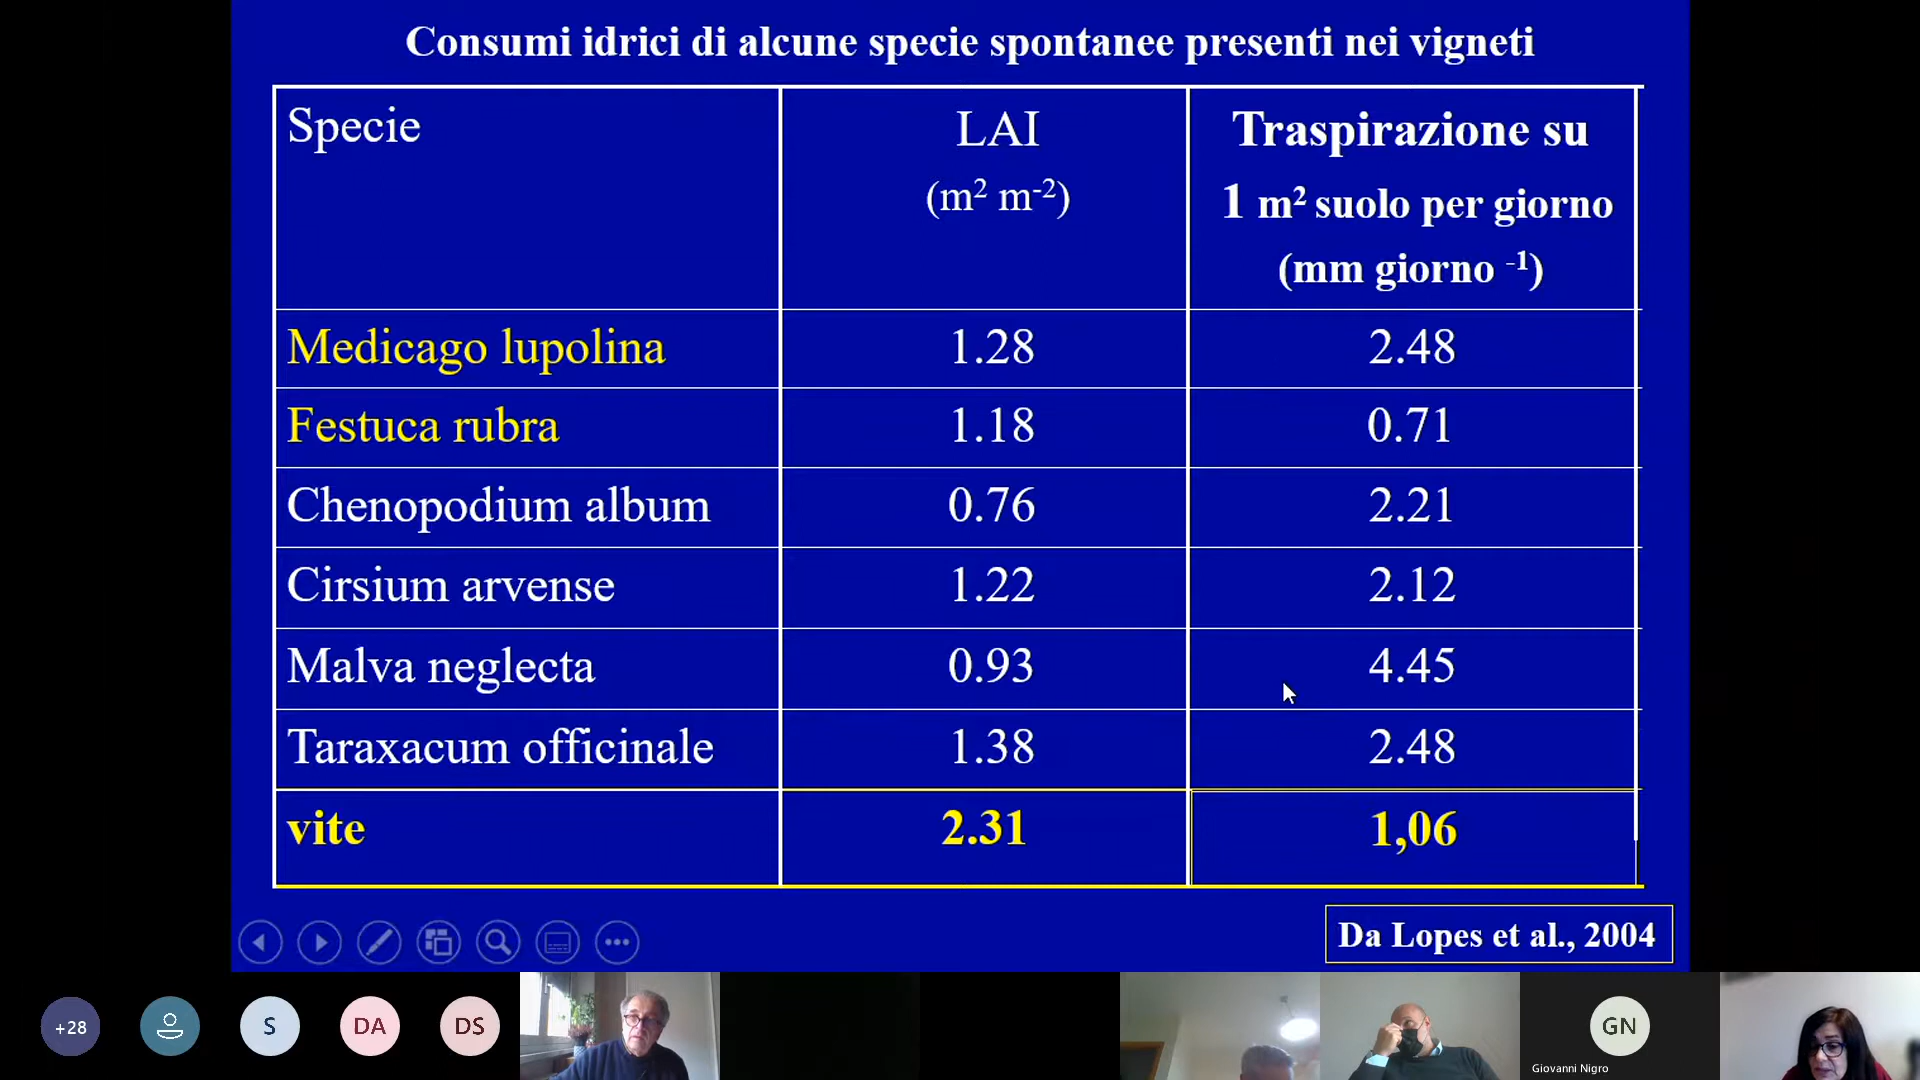 Consumi idrici di alcune specie spontanee presenti nei vigneti
Specie LAI Traspirazione su
(m² m⁻²) 1 m² suolo per giorno
(mm giorno ⁻¹)
Medicago lupolina 1.28 2.48
Festuca rubra 1.18 0.71
Chenopodium album 0.76 2.21
Cirsium arvense 1.22 2.12
Malva neglecta 0.93 4.45
Taraxacum officinale 1.38 2.48
vite 2.31 1,06
Da Lopes et al., 2004
+28 S DA DS GN
Giovanni Nigro